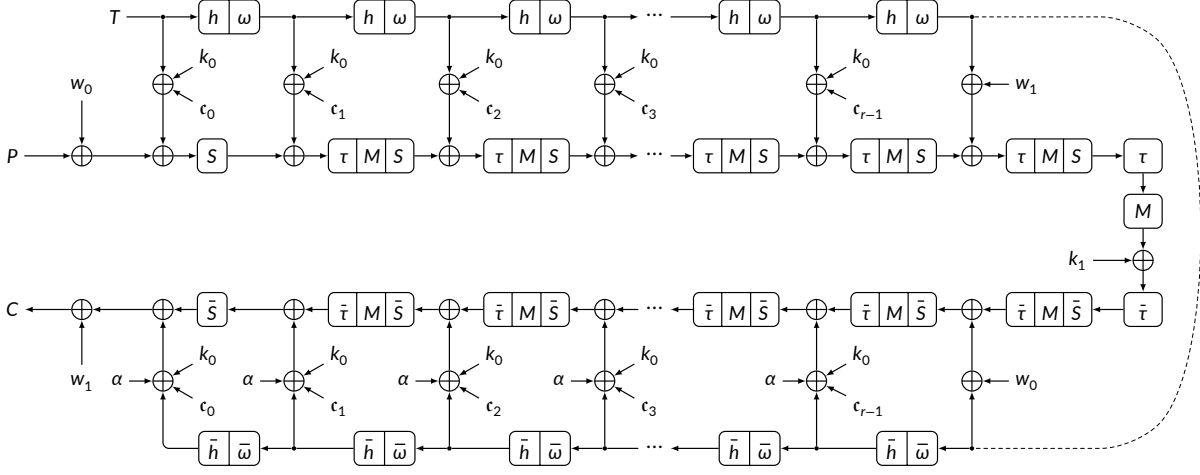 T h ω h ω h ω ... h ω h ω
k₀ k₀ k₀ k₀ k₀
w₀ w₁
𝔠₀ 𝔠₁ 𝔠₂ 𝔠₃ 𝔠ᵣ₋₁
P S τ M S τ M S ... τ M S τ M S τ M S τ
M
k₁
C S̄ τ̄ M S̄ τ̄ M S̄ ... τ̄ M S̄ τ̄ M S̄ τ̄ M S̄ τ̄
k₀ k₀ k₀ k₀ k₀
w₁ α α α α α w₀
𝔠₀ 𝔠₁ 𝔠₂ 𝔠₃ 𝔠ᵣ₋₁
h̄ ω̄ h̄ ω̄ h̄ ω̄ ... h̄ ω̄ h̄ ω̄